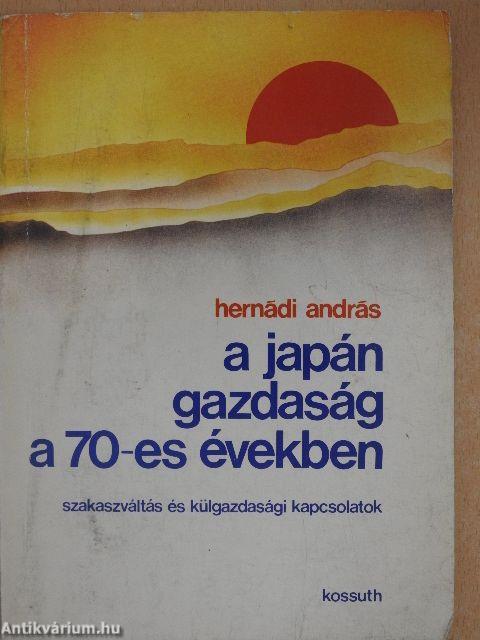 hernádi andrás
a japán
gazdaság
a 70-es években
szakaszváltás és külgazdasági kapcsolatok
kossuth
Antikvárium.hu